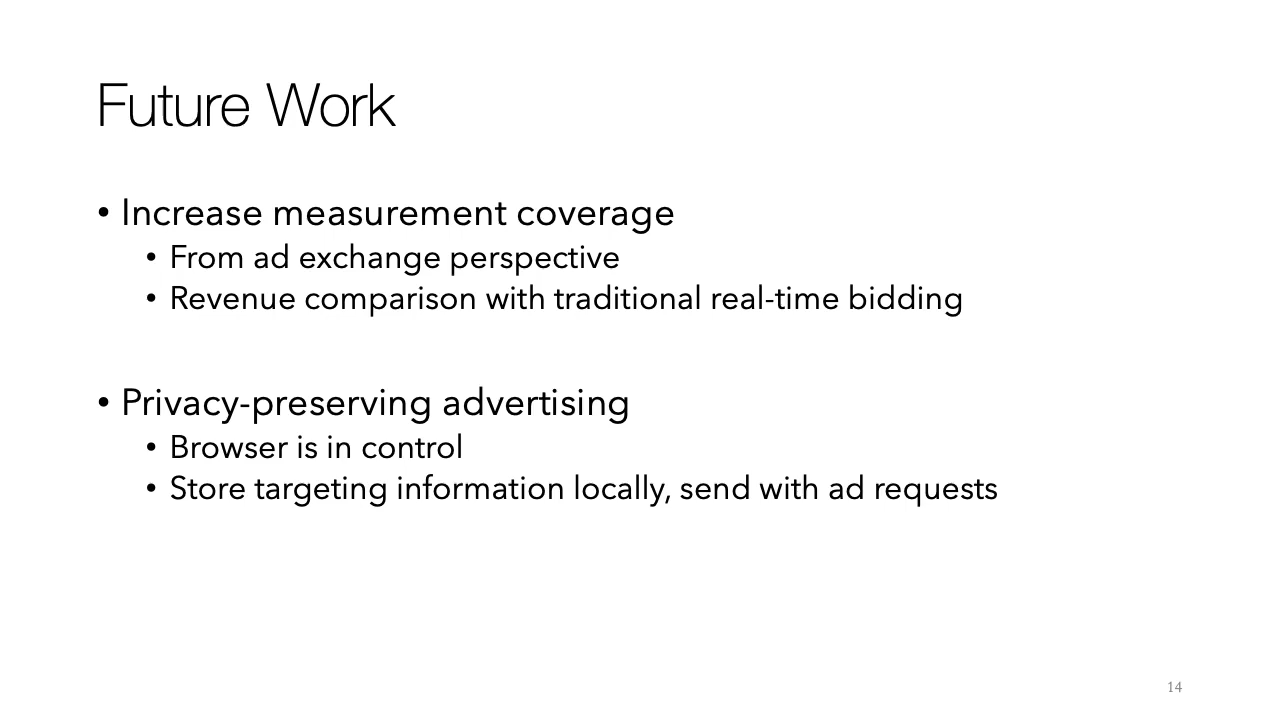 Future Work
• Increase measurement coverage
• From ad exchange perspective
• Revenue comparison with traditional real-time bidding
• Privacy-preserving advertising
• Browser is in control
• Store targeting information locally, send with ad requests
14